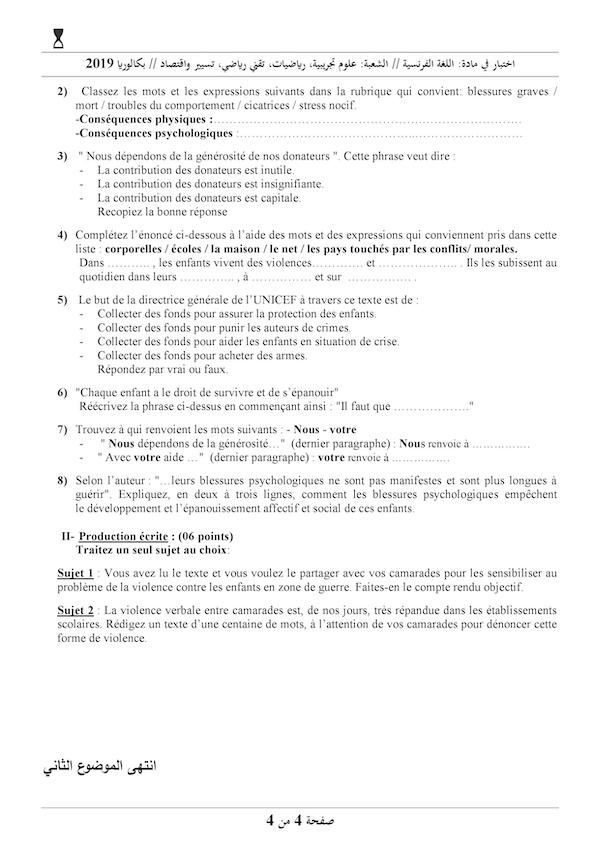 اختبار في مادة: اللغة الفرنسية // الشعبة: علوم تجريبية، رياضيات، تقني رياضي، تسيير واقتصاد // بكالوريا 2019
2) Classez les mots et les expressions suivants dans la rubrique qui convient: blessures graves /
mort / troubles du comportement / cicatrices / stress nocif.
-Conséquences physiques :……………………………………………………………………
-Conséquences psychologiques :………………………………………………………………
3) " Nous dépendons de la générosité de nos donateurs ". Cette phrase veut dire :
- La contribution des donateurs est inutile.
- La contribution des donateurs est insignifiante.
- La contribution des donateurs est capitale.
Recopiez la bonne réponse
4) Complétez l’énoncé ci-dessous à l’aide des mots et des expressions qui conviennent pris dans cette
liste : corporelles / écoles / la maison / le net / les pays touchés par les conflits/ morales.
Dans ……….. , les enfants vivent des violences………… et ……………….. . Ils les subissent au
quotidien dans leurs ………….. , à …………… et sur ……………. .
5) Le but de la directrice générale de l’UNICEF à travers ce texte est de :
- Collecter des fonds pour assurer la protection des enfants.
- Collecter des fonds pour punir les auteurs de crimes.
- Collecter des fonds pour aider les enfants en situation de crise.
- Collecter des fonds pour acheter des armes.
Répondez par vrai ou faux.
6) "Chaque enfant a le droit de survivre et de s’épanouir"
Réécrivez la phrase ci-dessus en commençant ainsi : "Il faut que ………………."
7) Trouvez à qui renvoient les mots suivants : - Nous - votre
- " Nous dépendons de la générosité…" (dernier paragraphe) : Nous renvoie à ……………
- " Avec votre aide …" (dernier paragraphe) : votre renvoie à ……………
8) Selon l’auteur : "…leurs blessures psychologiques ne sont pas manifestes et sont plus longues à
guérir". Expliquez, en deux à trois lignes, comment les blessures psychologiques empêchent
le développement et l’épanouissement affectif et social de ces enfants.
II- Production écrite : (06 points)
Traitez un seul sujet au choix:
Sujet 1 : Vous avez lu le texte et vous voulez le partager avec vos camarades pour les sensibiliser au
problème de la violence contre les enfants en zone de guerre. Faites-en le compte rendu objectif.
Sujet 2 : La violence verbale entre camarades est, de nos jours, très répandue dans les établissements
scolaires. Rédigez un texte d’une centaine de mots, à l’attention de vos camarades pour dénoncer cette
forme de violence.
انتهى الموضوع الثاني
صفحة 4 من 4